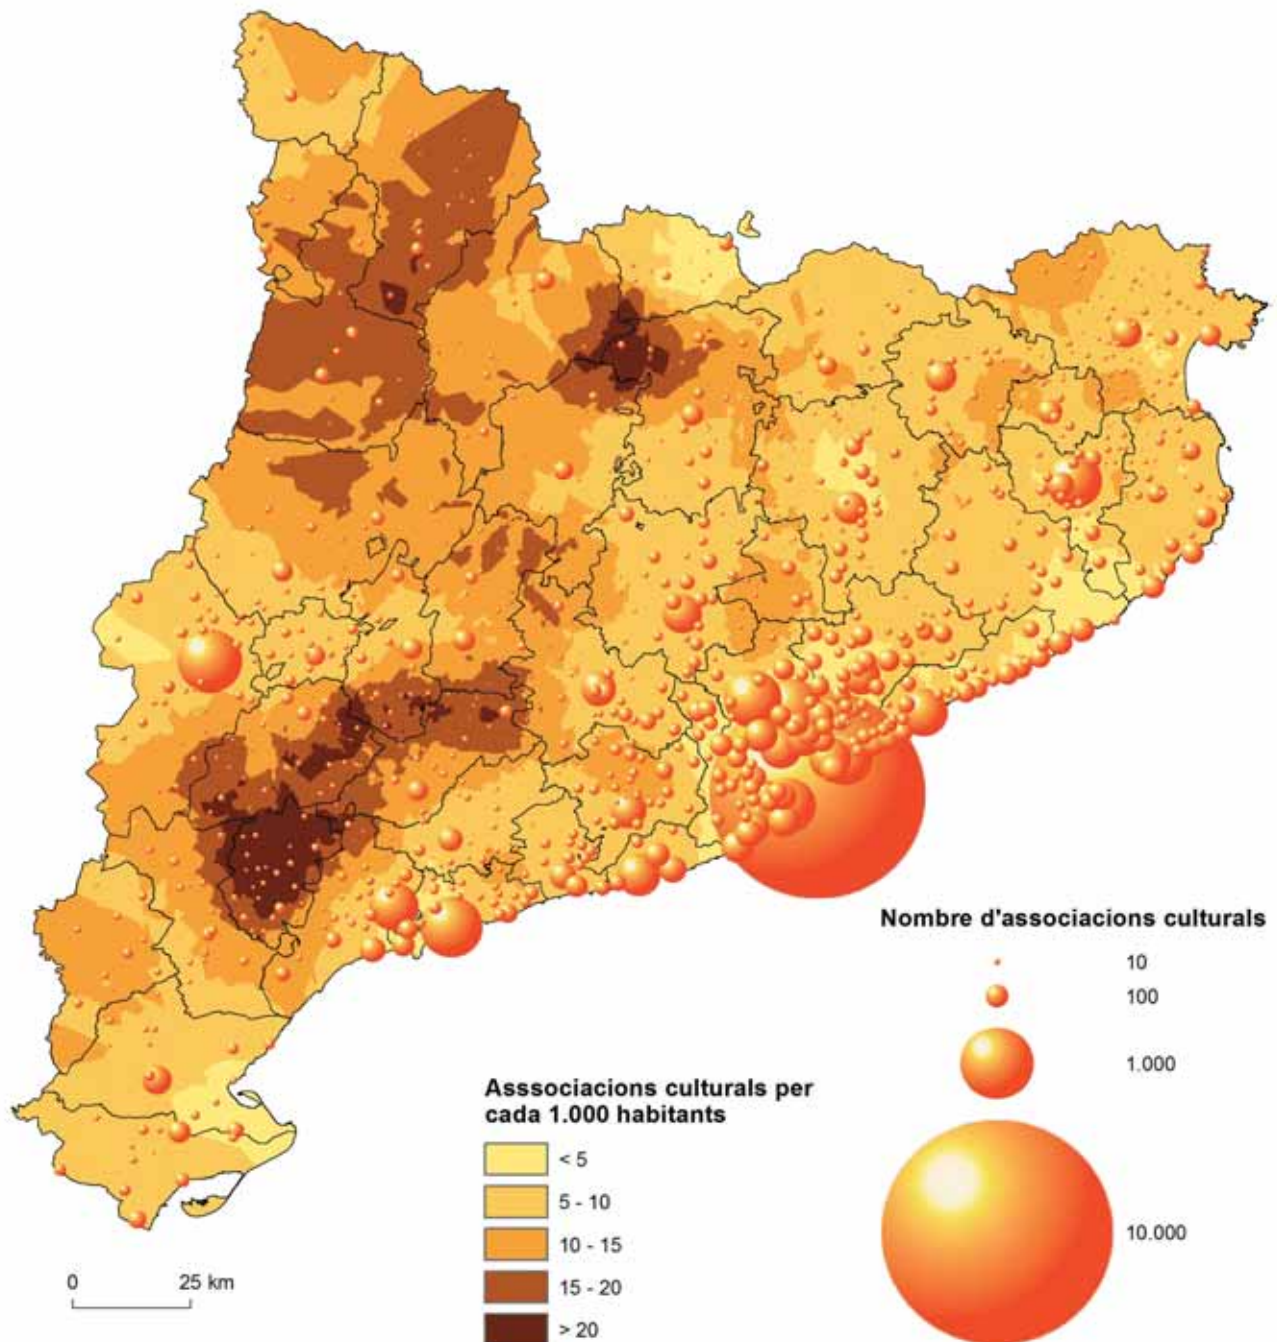 Nombre d'associacions culturals
10
100
1.000
10.000
Asssociacions culturals per
cada 1.000 habitants
< 5
5 - 10
10 - 15
15 - 20
> 20
0 25 km